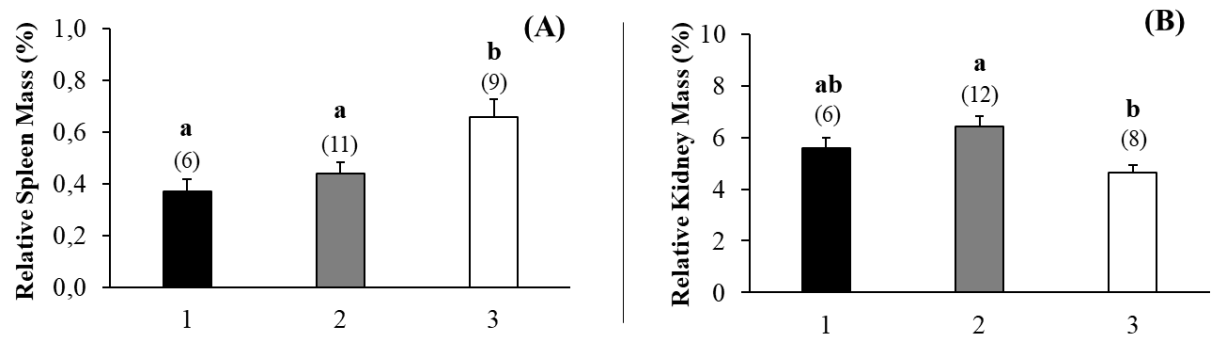 Relative Spleen Mass (%)
1,0
0,8
0,6
0,4
0,2
0,0
(A)
a
(6)
a
(11)
b
(9)
1
2
3
Relative Kidney Mass (%)
10
8
6
4
2
0
(B)
ab
(6)
a
(12)
b
(8)
1
2
3